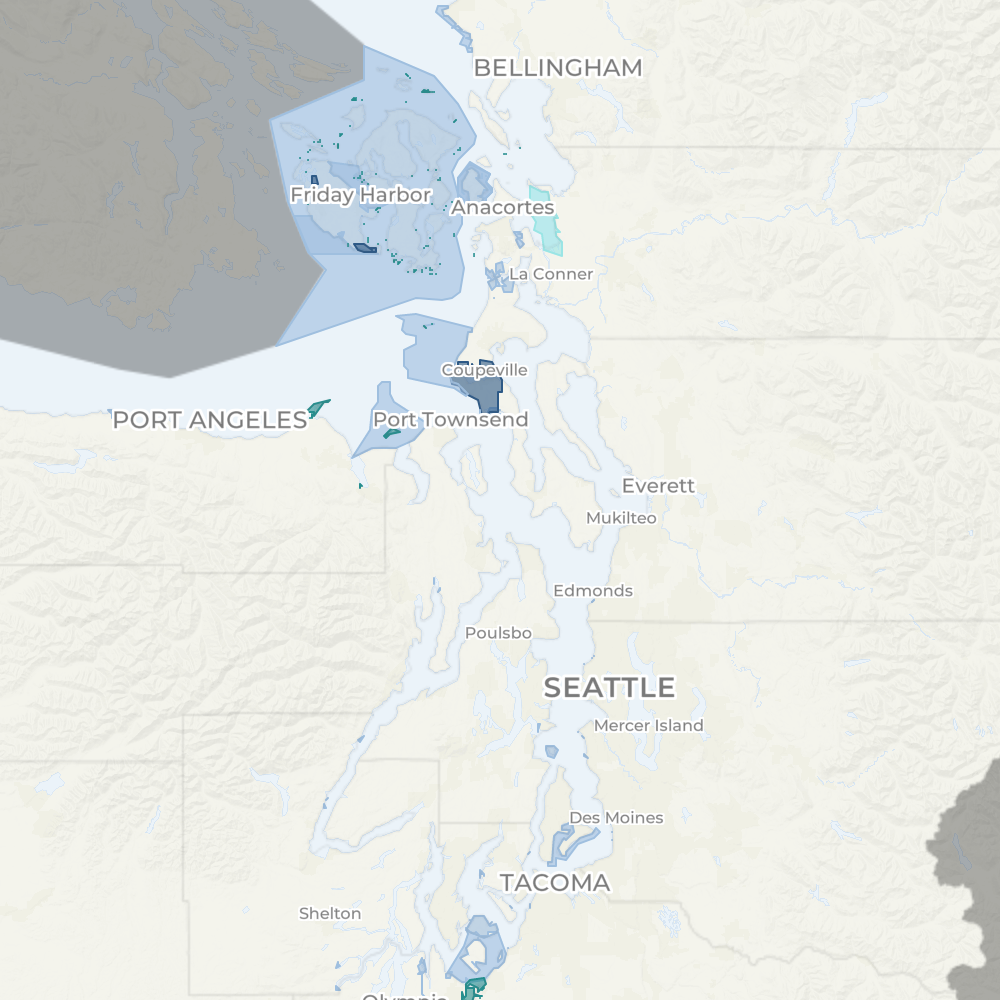 BELLINGHAM
Friday Harbor
Anacortes
La Conner
Coupeville
PORT ANGELES
Port Townsend
Everett
Mukilteo
Edmonds
Poulsbo
SEATTLE
Mercer Island
Des Moines
TACOMA
Shelton
Olympia